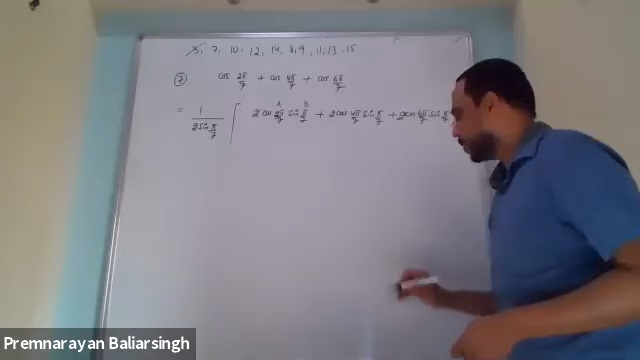 3, 7, 10, 12, 14, 8, 9, 11, 13, 15
⑦ cos 2π/7 + cos 4π/7 + cos 6π/7
= 1/(2 sin π/7) [ 2 cos 2π/7 sin π/7 + 2 cos 4π/7 sin π/7 + 2 cos 6π/7 sin π/7
A B
Premnarayan Baliarsingh